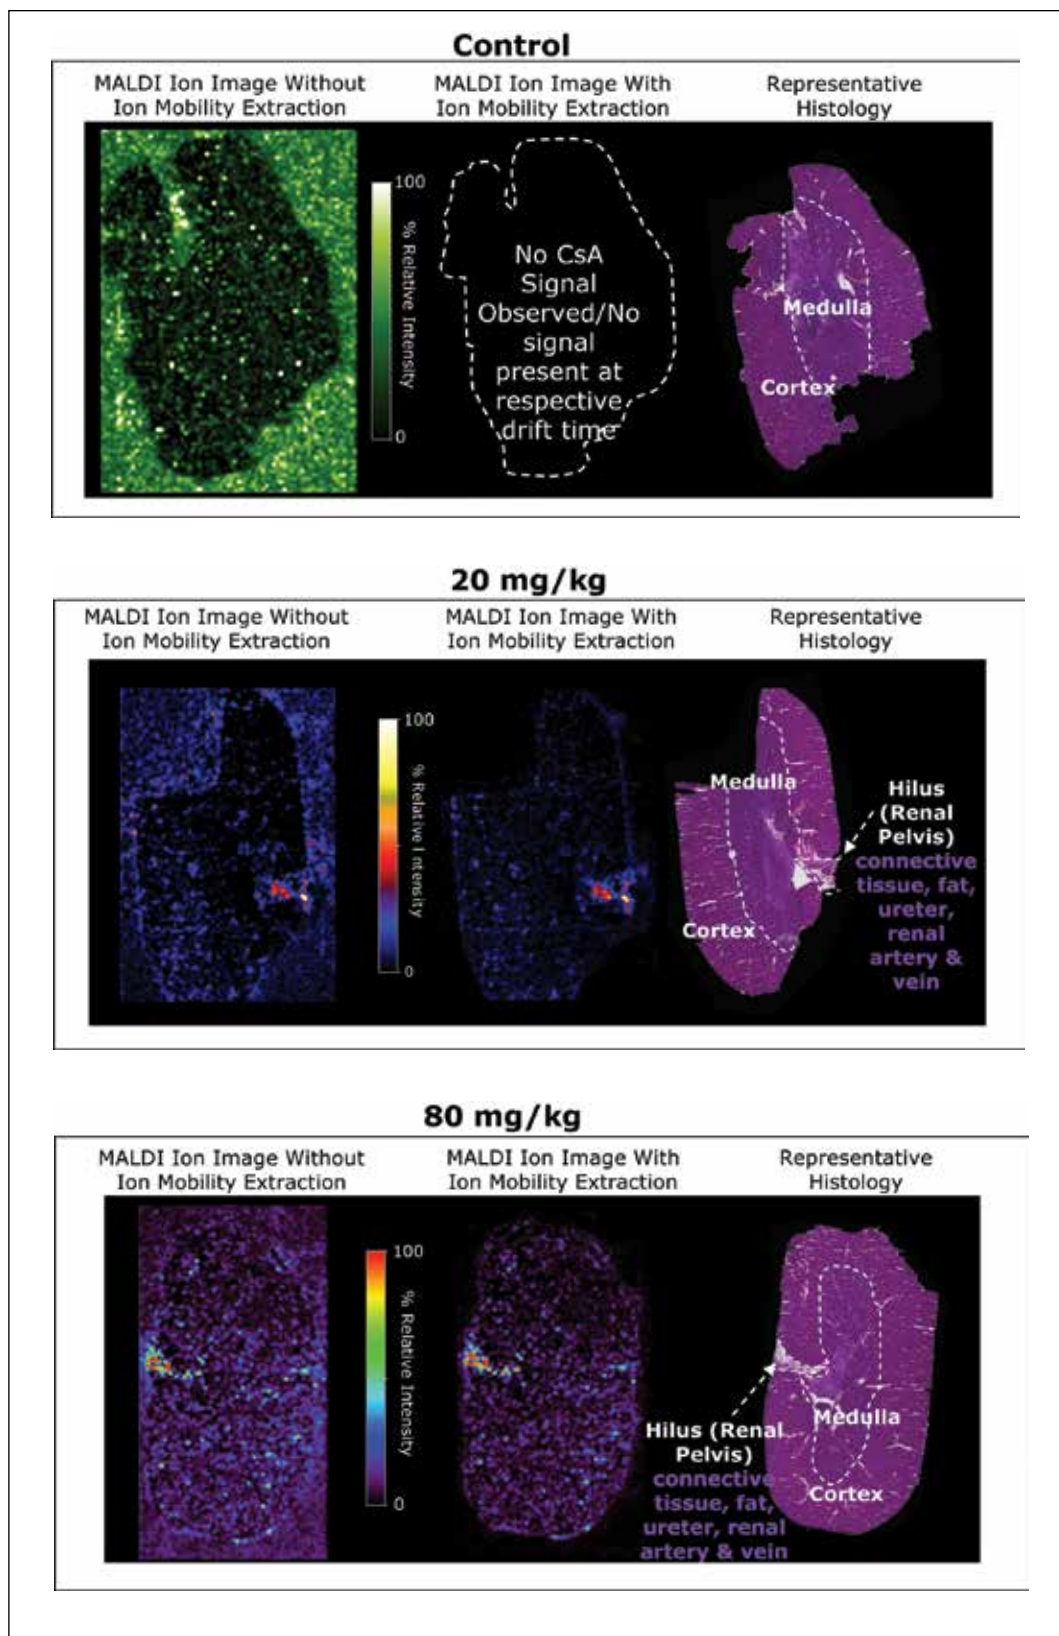 Control
MALDI Ion Image Without
Ion Mobility Extraction
MALDI Ion Image With
Ion Mobility Extraction
Representative
Histology
100
% Relative Intensity
0
No CsA
Signal
Observed/No
signal
present at
respective
drift time
Medulla
Cortex
20 mg/kg
MALDI Ion Image Without
Ion Mobility Extraction
MALDI Ion Image With
Ion Mobility Extraction
Representative
Histology
100
% Relative Intensity
0
Medulla
Cortex
Hilus
(Renal
Pelvis)
connective
tissue, fat,
ureter,
renal
artery &
vein
80 mg/kg
MALDI Ion Image Without
Ion Mobility Extraction
MALDI Ion Image With
Ion Mobility Extraction
Representative
Histology
100
% Relative Intensity
0
Hilus (Renal
Pelvis)
connective
tissue, fat,
ureter, renal
artery & vein
Medulla
Cortex